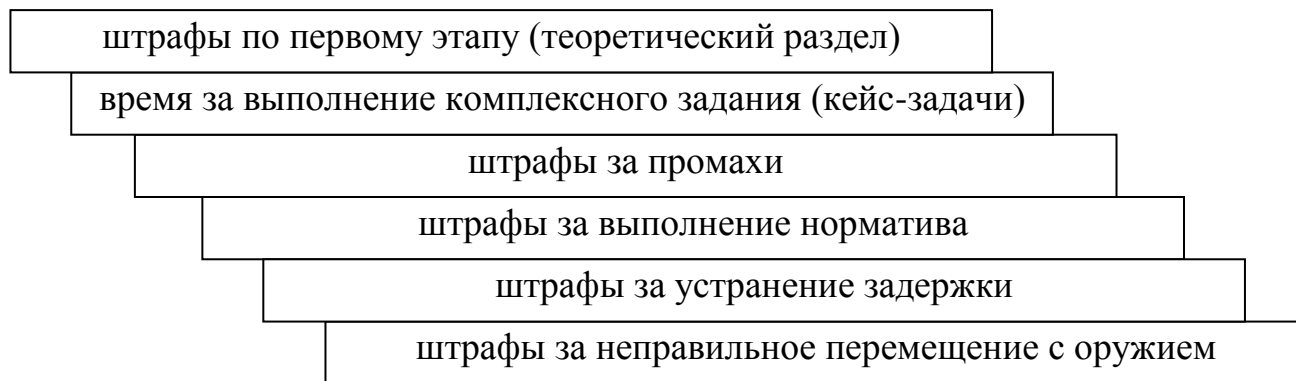 штрафы по первому этапу (теоретический раздел)
время за выполнение комплексного задания (кейс-задачи)
штрафы за промахи
штрафы за выполнение норматива
штрафы за устранение задержки
штрафы за неправильное перемещение с оружием